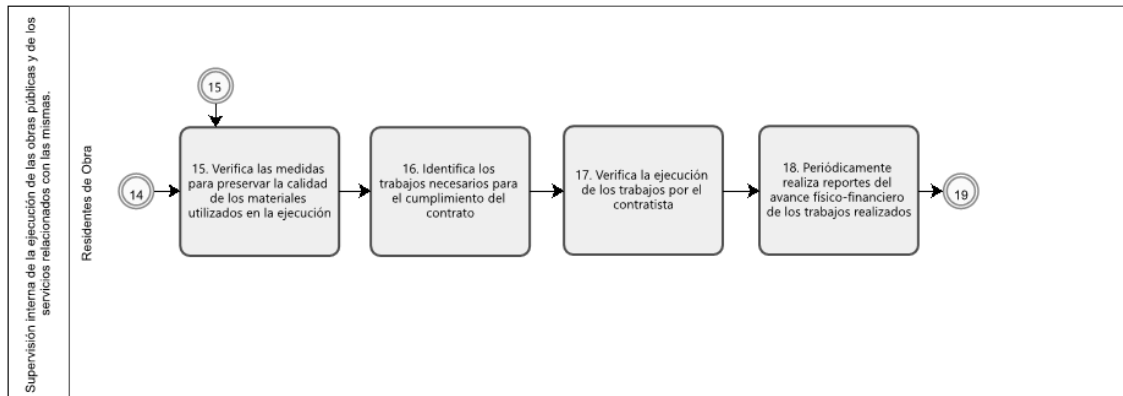 Supervisión interna de la ejecución de las obras públicas y de los
servicios relacionados con las mismas.
Residentes de Obra
15
14
15. Verifica las medidas
para preservar la calidad
de los materiales
utilizados en la ejecución
16. Identifica los
trabajos necesarios para
el cumplimiento del
contrato
17. Verifica la ejecución
de los trabajos por el
contratista
18. Periódicamente
realiza reportes del
avance físico-financiero
de los trabajos realizados
19